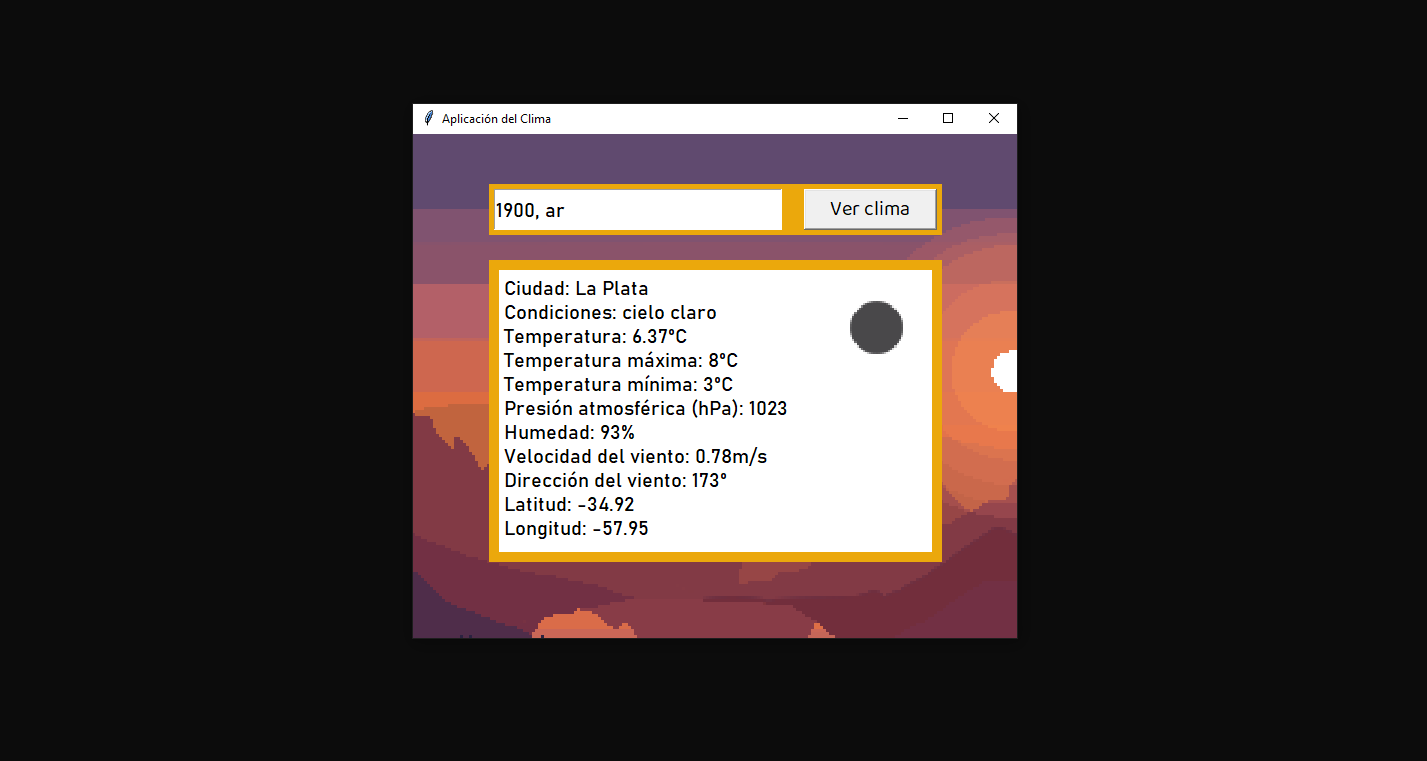 Aplicación del Clima
1900, ar
Ver clima
Ciudad: La Plata
Condiciones: cielo claro
Temperatura: 6.37°C
Temperatura máxima: 8°C
Temperatura mínima: 3°C
Presión atmosférica (hPa): 1023
Humedad: 93%
Velocidad del viento: 0.78m/s
Dirección del viento: 173°
Latitud: -34.92
Longitud: -57.95